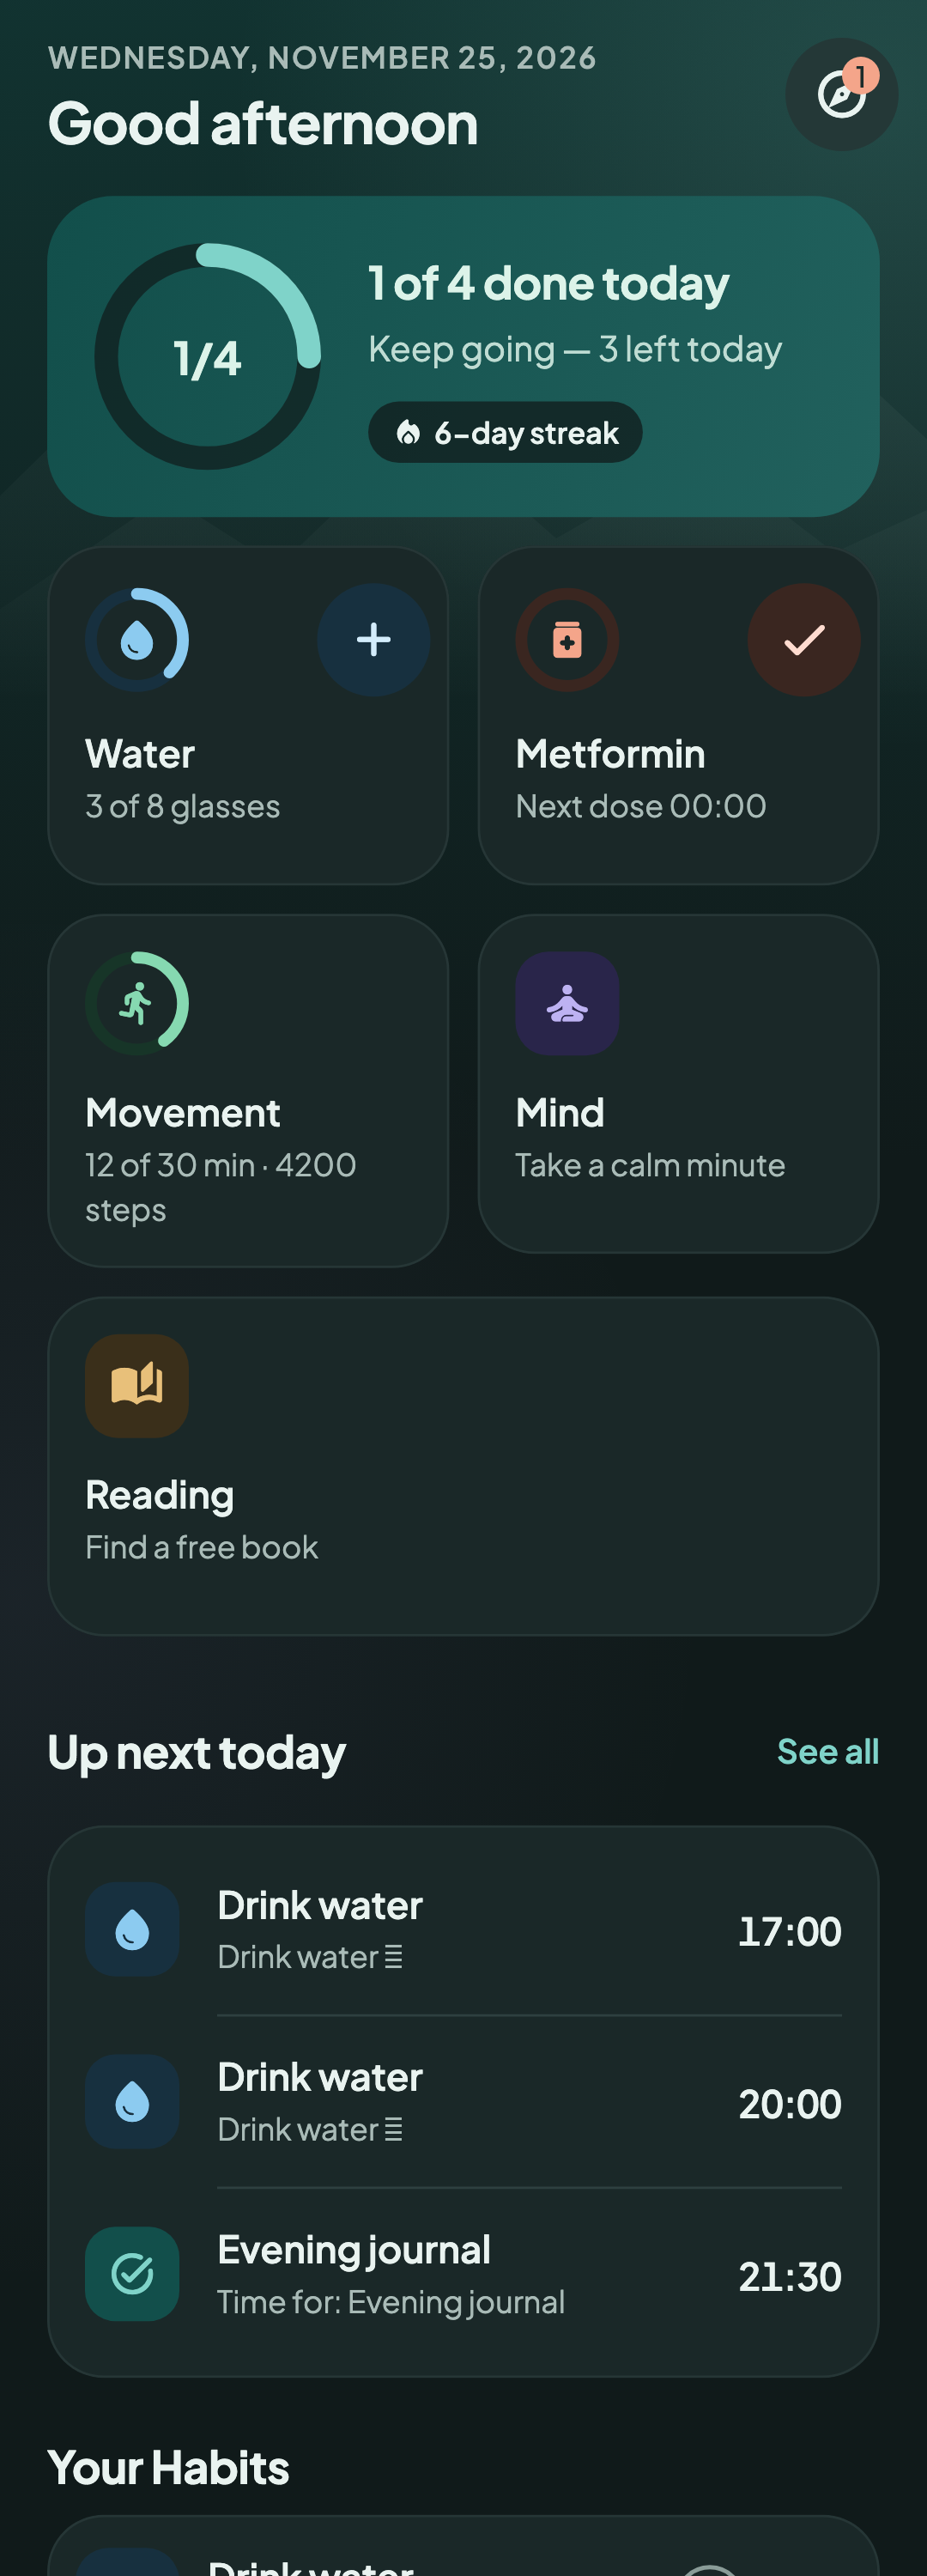 WEDNESDAY, NOVEMBER 25, 2026
Good afternoon
1
1/4
1 of 4 done today
Keep going — 3 left today
6-day streak
Water
3 of 8 glasses
Metformin
Next dose 00:00
Movement
12 of 30 min · 4200
steps
Mind
Take a calm minute
Reading
Find a free book
Up next today
See all
Drink water
Drink water
17:00
Drink water
Drink water
20:00
Evening journal
Time for: Evening journal
21:30
Your Habits
Drink water